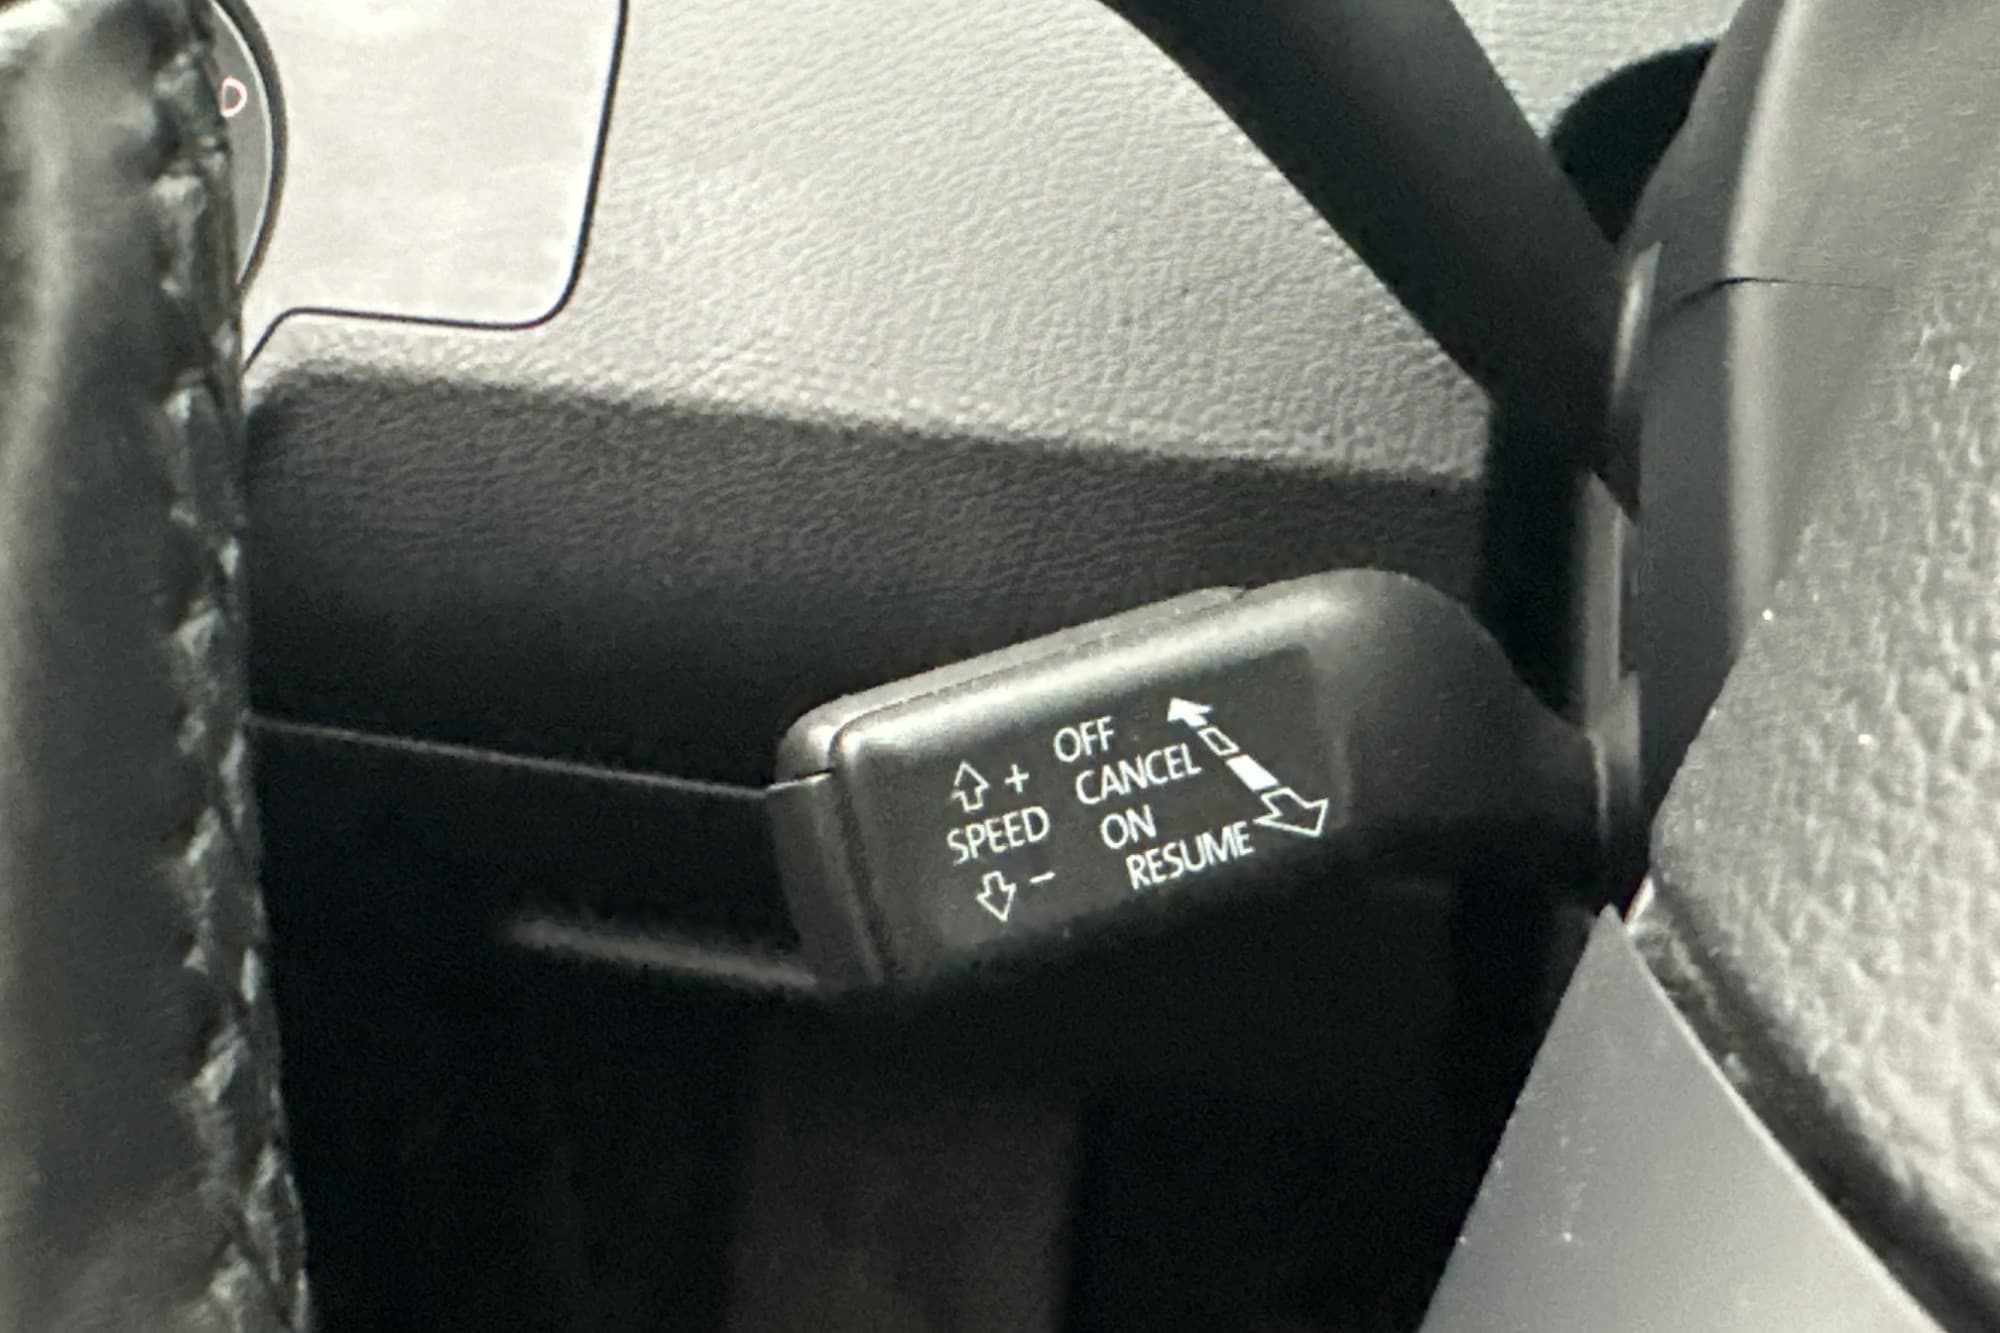 +
SPEED
-
OFF
CANCEL
ON
RESUME